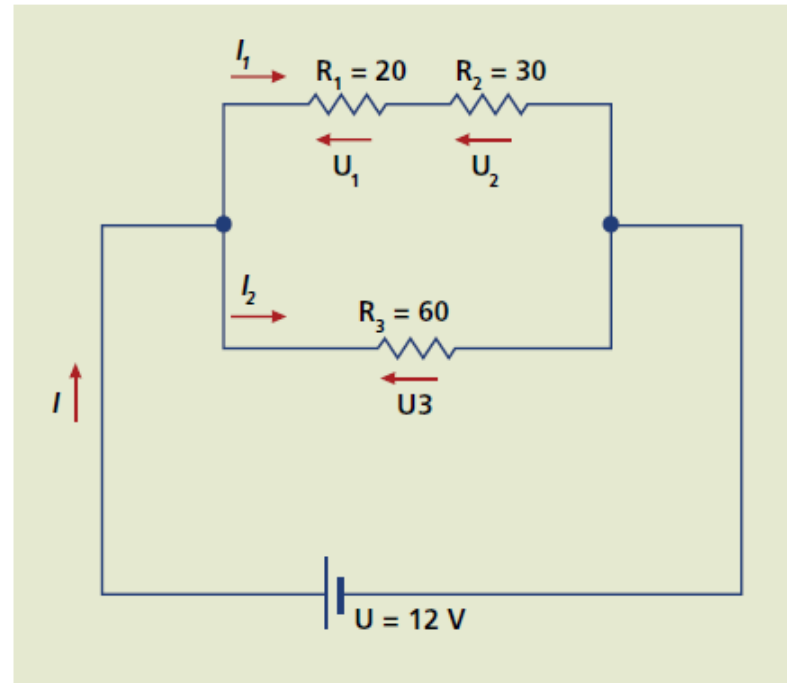 I₁
R₁ = 20 R₂ = 30
U₁ U₂
I₂
R₃ = 60
I
U3
U = 12 V